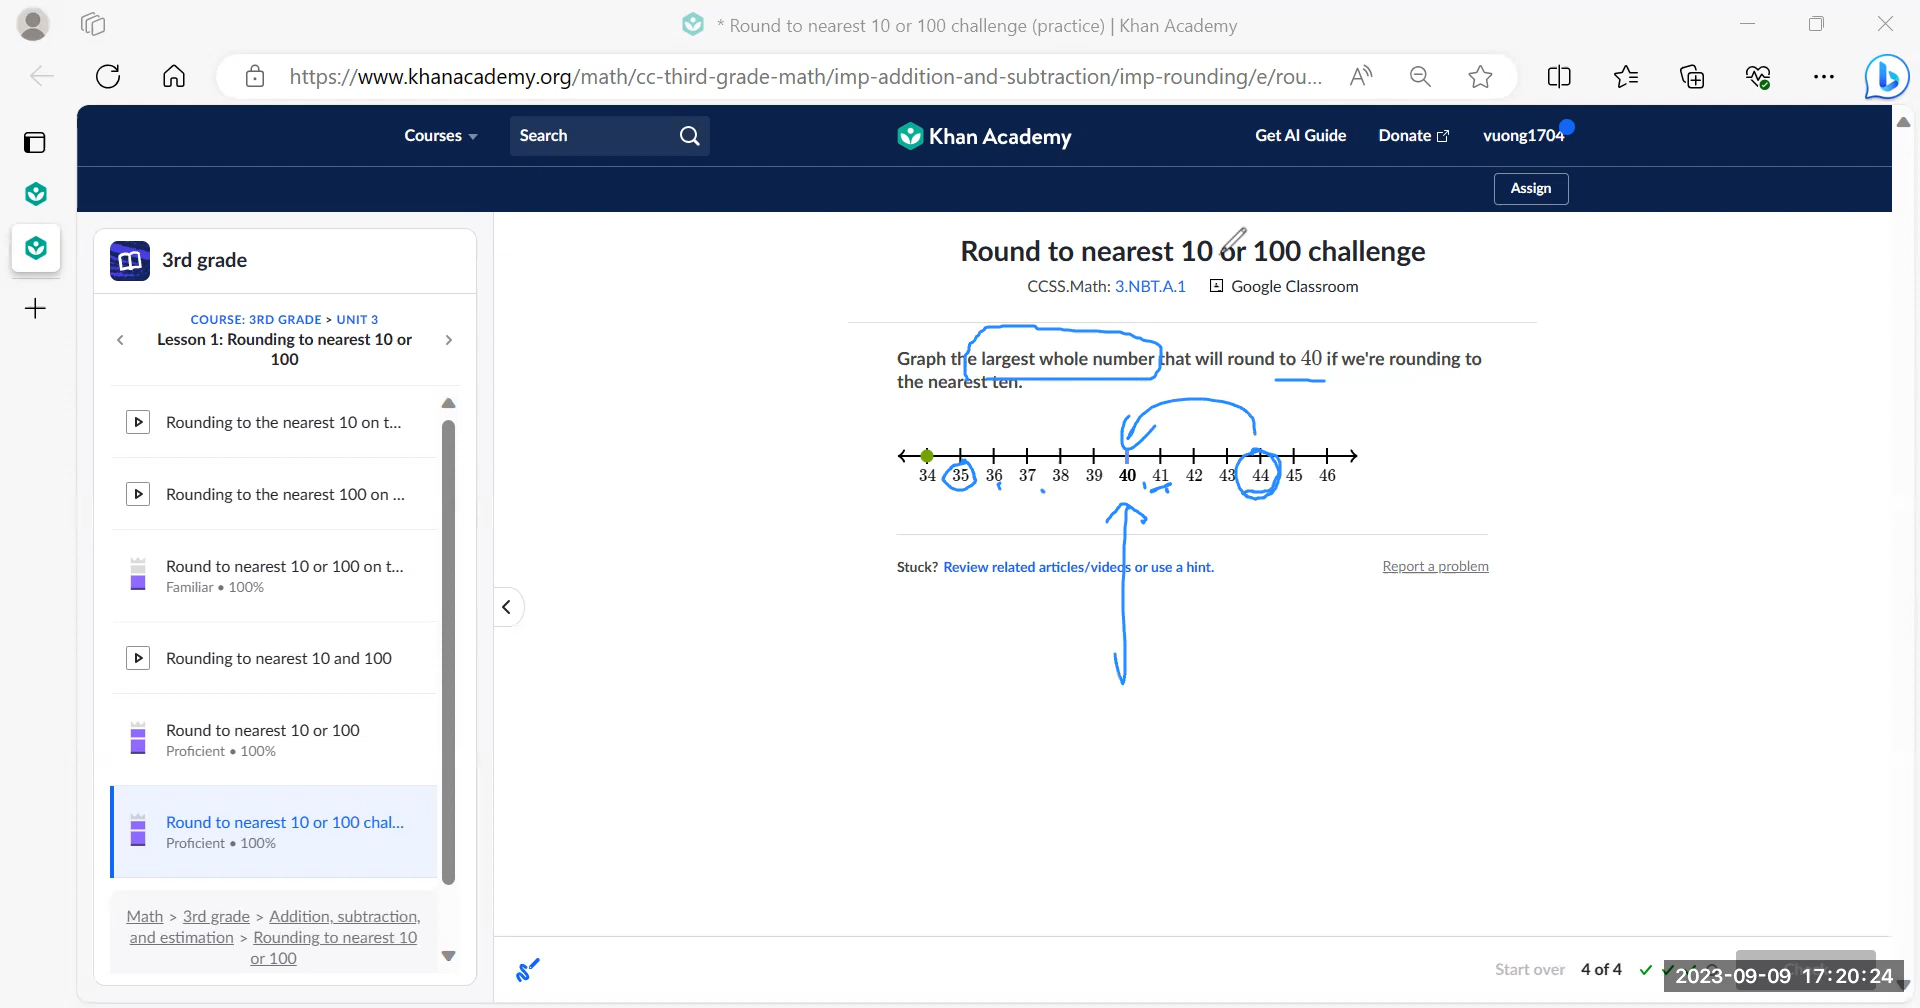 * Round to nearest 10 or 100 challenge (practice) | Khan Academy
https://www.khanacademy.org/math/cc-third-grade-math/imp-addition-and-subtraction/imp-rounding/e/rou...
Courses
Search
Khan Academy
Get AI Guide
Donate
vuong1704
Assign
3rd grade
COURSE: 3RD GRADE > UNIT 3
Lesson 1: Rounding to nearest 10 or
100
Rounding to the nearest 10 on t...
Rounding to the nearest 100 on ...
Round to nearest 10 or 100 on t...
Familiar • 100%
Rounding to nearest 10 and 100
Round to nearest 10 or 100
Proficient • 100%
Round to nearest 10 or 100 chal...
Proficient • 100%
Math > 3rd grade > Addition, subtraction,
and estimation > Rounding to nearest 10
or 100
Round to nearest 10 or 100 challenge
CCSS.Math: 3.NBT.A.1 Google Classroom
Graph the largest whole number that will round to 40 if we're rounding to
the nearest ten.
34 35 36 37 38 39 40 41 42 43 44 45 46
Stuck? Review related articles/videos or use a hint.
Report a problem
Start over 4 of 4
2023-09-09 17:20:24